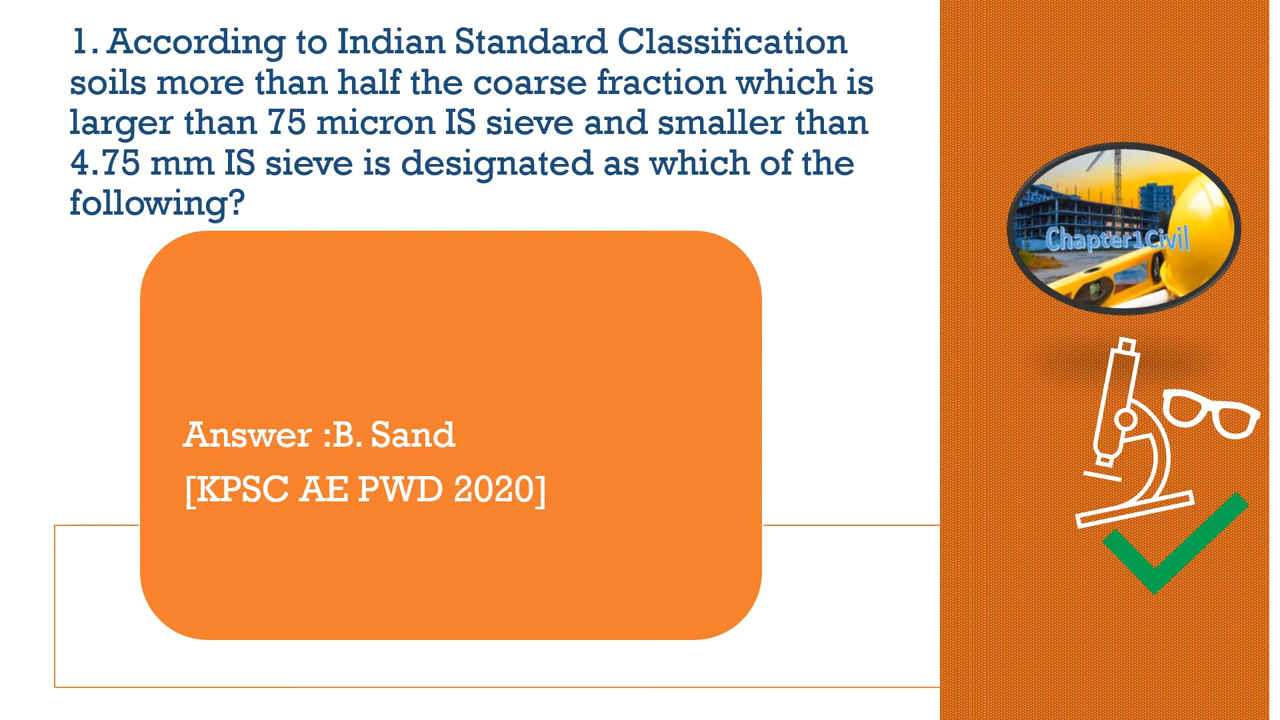 1. According to Indian Standard Classification
soils more than half the coarse fraction which is
larger than 75 micron IS sieve and smaller than
4.75 mm IS sieve is designated as which of the
following?
Chapter1Civil
Answer :B. Sand
[KPSC AE PWD 2020]